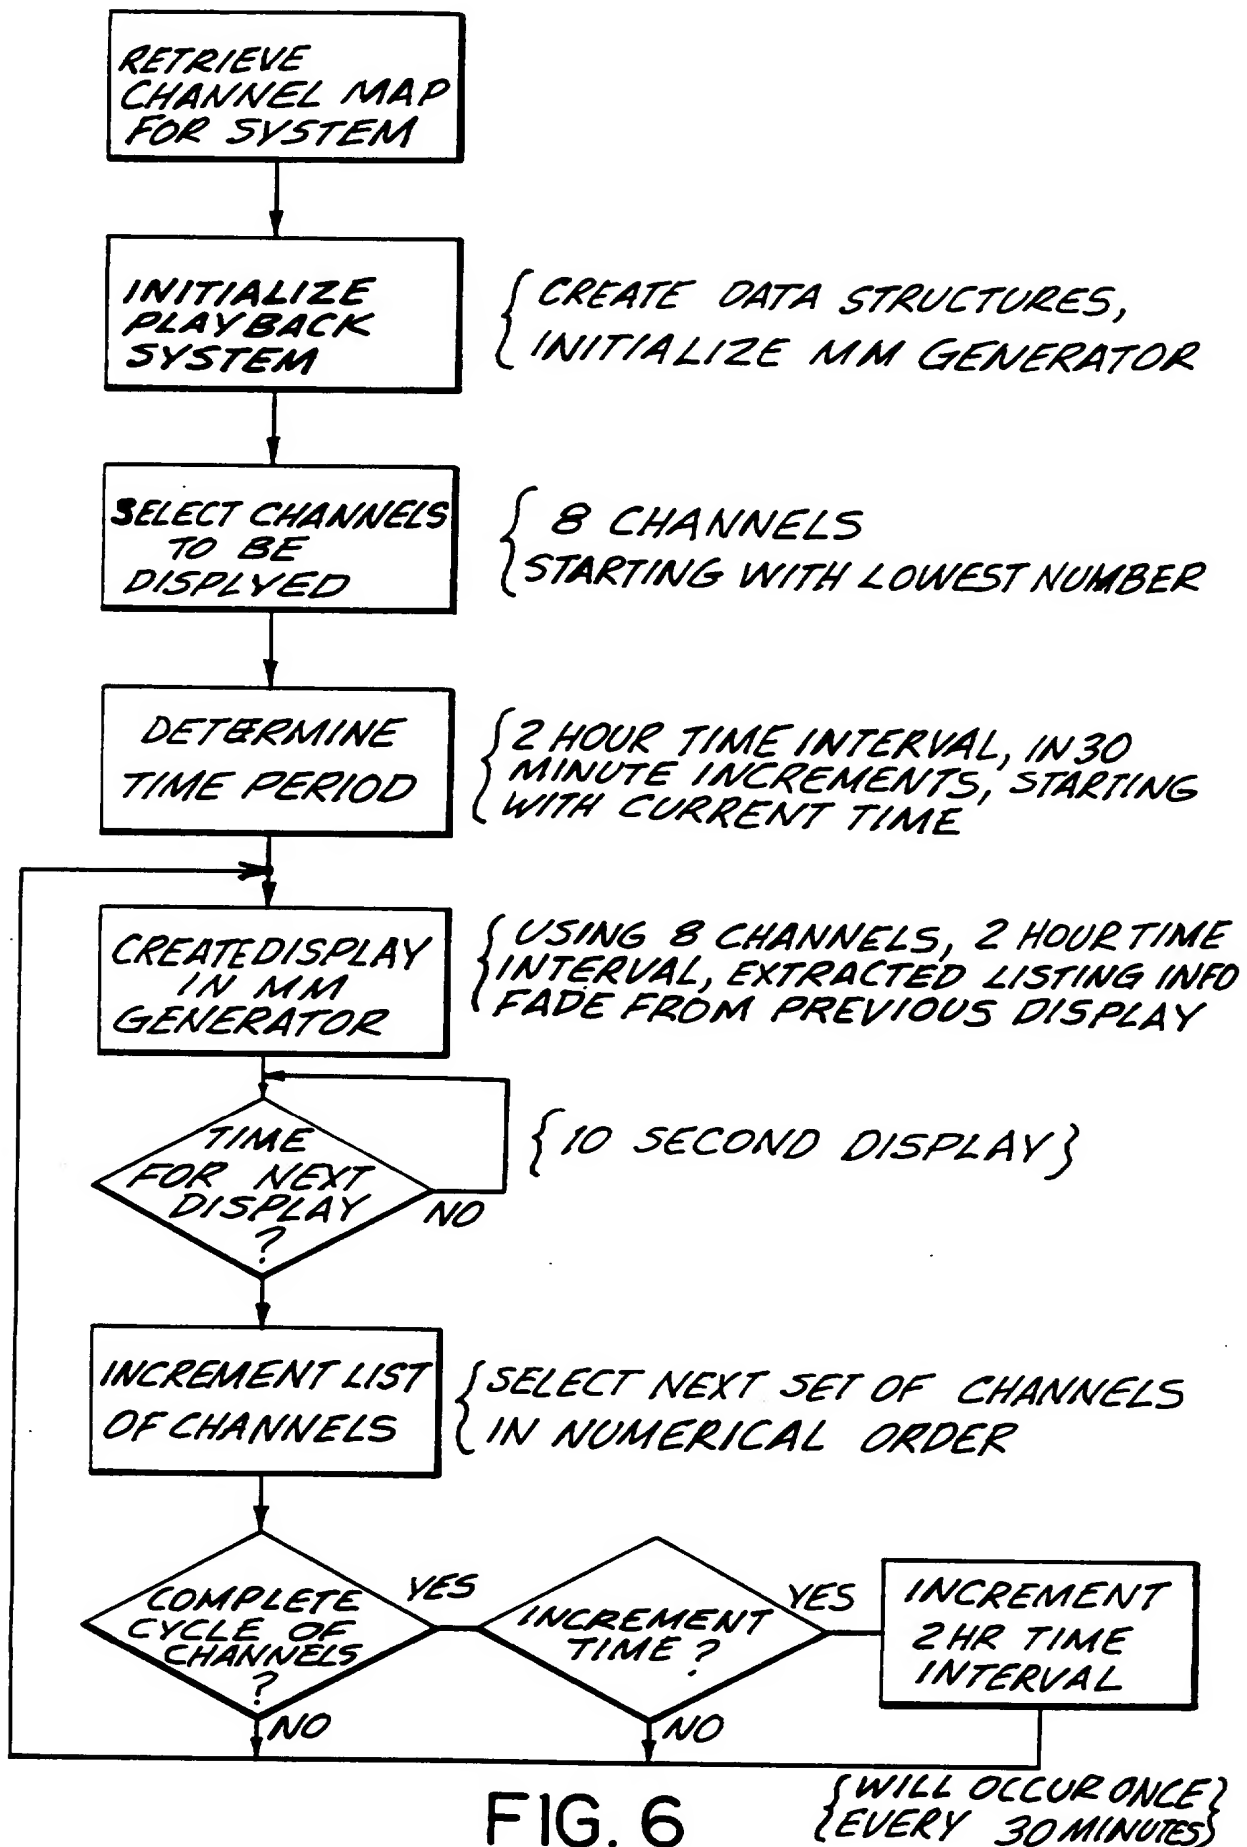 RETRIEVE
CHANNEL MAP
FOR SYSTEM
INITIALIZE
PLAYBACK
SYSTEM
{ CREATE DATA STRUCTURES,
INITIALIZE MM GENERATOR
SELECT CHANNELS
TO BE
DISPLYED
{ 8 CHANNELS
STARTING WITH LOWEST NUMBER
DETERMINE
TIME PERIOD
{ 2 HOUR TIME INTERVAL, IN 30
MINUTE INCREMENTS, STARTING
WITH CURRENT TIME
CREATE DISPLAY
IN MM
GENERATOR
{ USING 8 CHANNELS, 2 HOUR TIME
INTERVAL, EXTRACTED LISTING INFO
FADE FROM PREVIOUS DISPLAY
TIME
FOR NEXT
DISPLAY
?
NO
{ 10 SECOND DISPLAY }
INCREMENT LIST
OF CHANNELS
{ SELECT NEXT SET OF CHANNELS
IN NUMERICAL ORDER
COMPLETE
CYCLE OF
CHANNELS
?
YES
NO
INCREMENT
TIME ?
YES
NO
INCREMENT
2 HR TIME
INTERVAL
{ WILL OCCUR ONCE }
{ EVERY 30 MINUTES }
FIG. 6